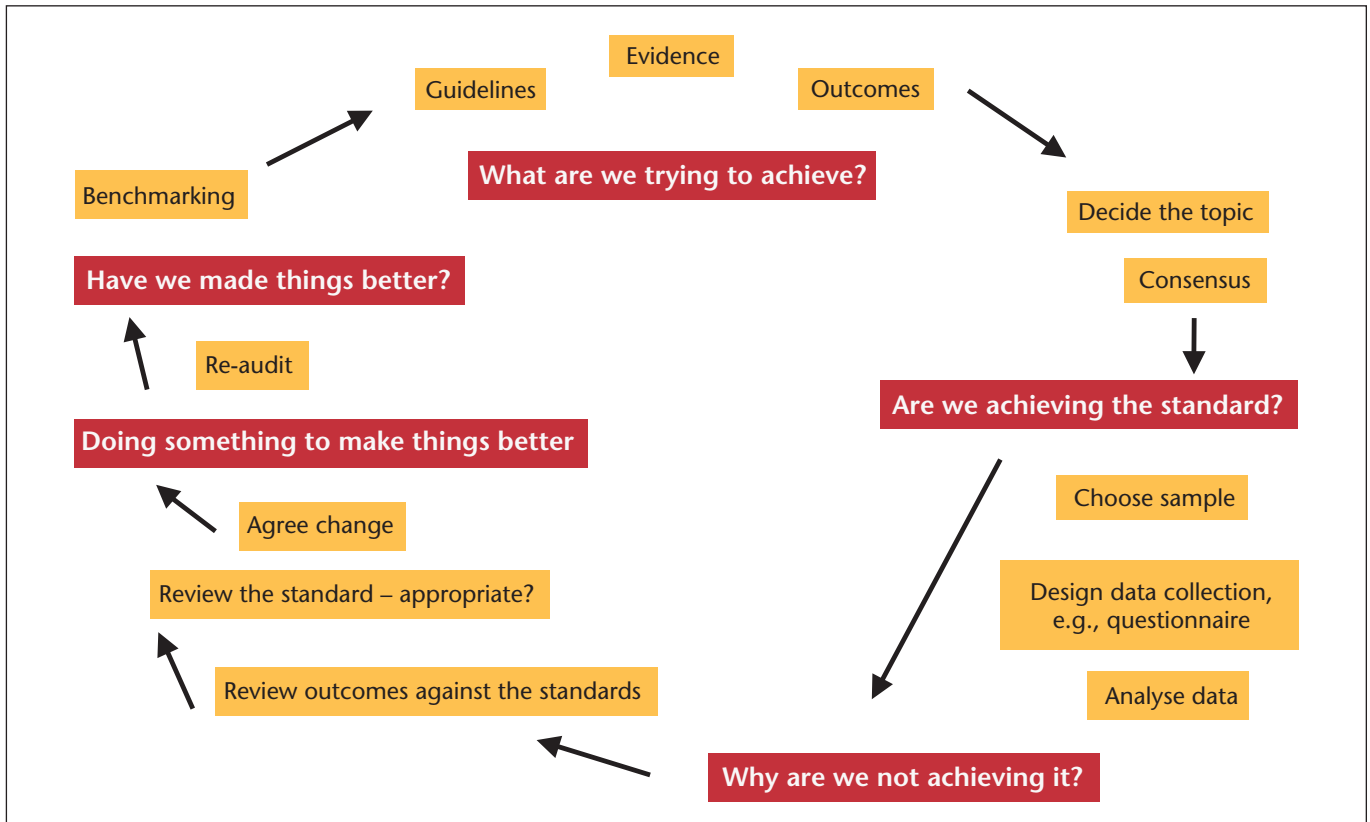 Evidence
Guidelines
Outcomes
What are we trying to achieve?
Benchmarking
Decide the topic
Have we made things better?
Consensus
Re-audit
Are we achieving the standard?
Doing something to make things better
Choose sample
Agree change
Review the standard – appropriate?
Design data collection,
e.g., questionnaire
Review outcomes against the standards
Analyse data
Why are we not achieving it?